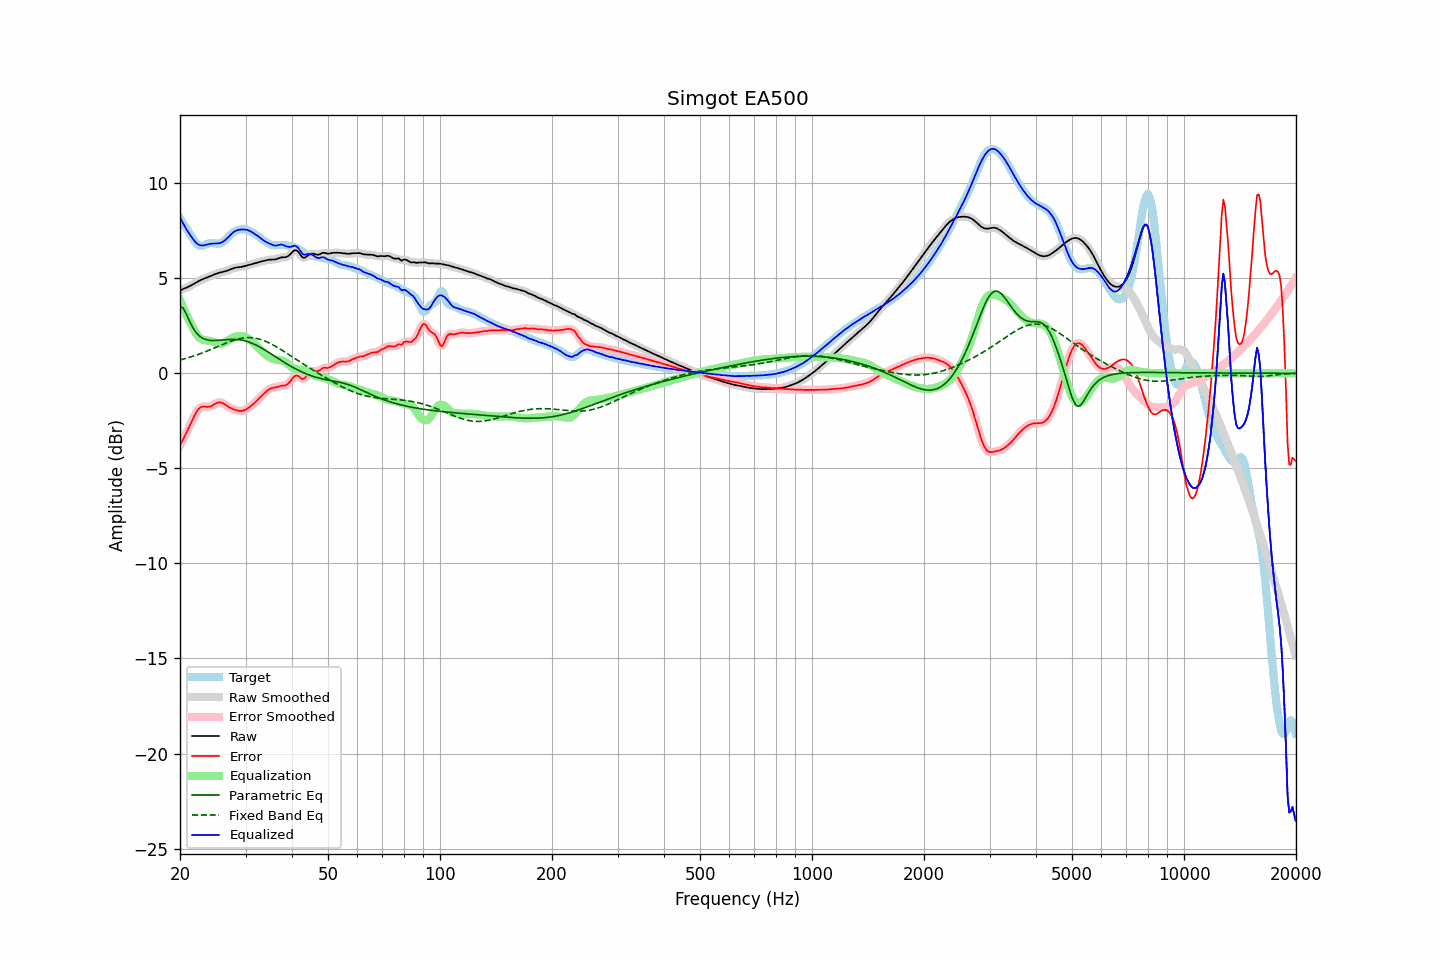 Simgot EA500
Amplitude (dBr)
10
5
0
−5
−10
−15
−20
−25
Target
Raw Smoothed
Error Smoothed
Raw
Error
Equalization
Parametric Eq
Fixed Band Eq
Equalized
20 50 100 200 500 1000 2000 5000 10000 20000
Frequency (Hz)